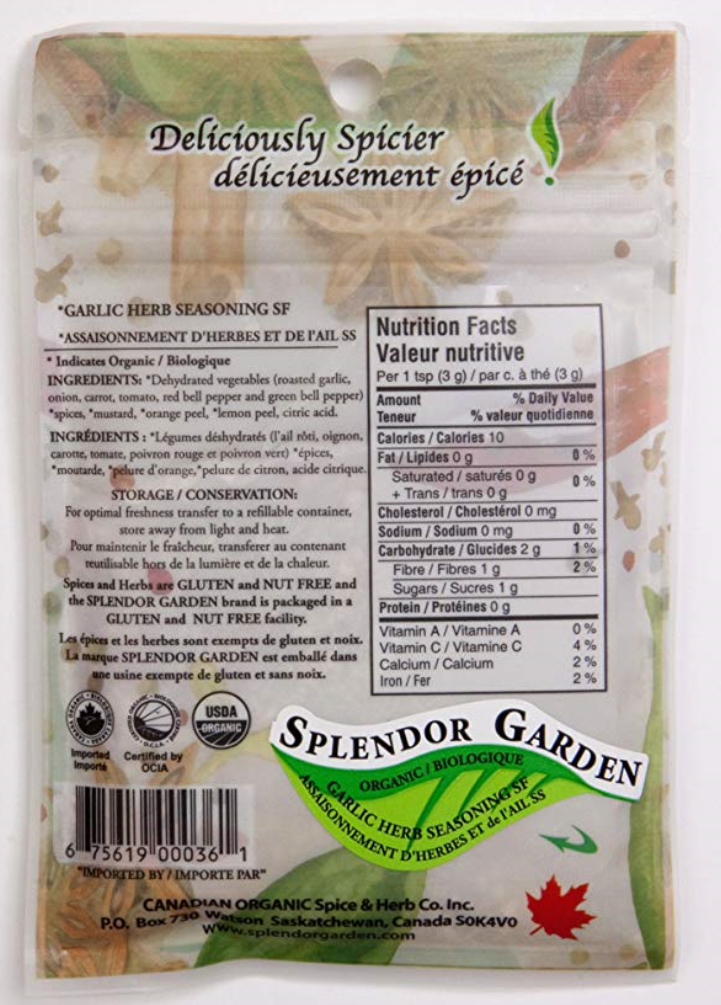 Deliciously Spicier
délicieusement épicé
*GARLIC HERB SEASONING SF
*ASSAISONNEMENT D'HERBES ET DE l'AIL SS
* Indicates Organic / Biologique
INGREDIENTS: *Dehydrated vegetables (roasted garlic,
onion, carrot, tomato, red bell pepper and green bell pepper)
*spices, *mustard, *orange peel, *lemon peel, citric acid.
INGRÉDIENTS : *Légumes déshydratés (l'ail rôti, oignon,
carotte, tomate, poivron rouge et poivron vert) *épices,
*moutarde, *pelure d'orange,*pelure de citron, acide citrique.
STORAGE / CONSERVATION:
For optimal freshness transfer to a refillable container,
store away from light and heat.
Pour maintenir le fraîcheur, transferer au contenant
reutilisable hors de la lumière et de la chaleur.
Spices and Herbs are GLUTEN and NUT FREE and
the SPLENDOR GARDEN brand is packaged in a
GLUTEN and NUT FREE facility.
Les épices et les herbes sont exempts de gluten et noix.
La marque SPLENDOR GARDEN est emballé dans
une usine exempte de gluten et sans noix.
Nutrition Facts
Valeur nutritive
Per 1 tsp (3 g) / par c. à thé (3 g)
Amount % Daily Value
Teneur % valeur quotidienne
Calories / Calories 10
Fat / Lipides 0 g 0 %
Saturated / saturés 0 g 0 %
+ Trans / trans 0 g
Cholesterol / Cholestérol 0 mg
Sodium / Sodium 0 mg 0 %
Carbohydrate / Glucides 2 g 1 %
Fibre / Fibres 1 g 2 %
Sugars / Sucres 1 g
Protein / Protéines 0 g
Vitamin A / Vitamine A 0 %
Vitamin C / Vitamine C 4 %
Calcium / Calcium 2 %
Iron / Fer 2 %
USDA
ORGANIC
Imported
Importé
Certified by
OCIA
SPLENDOR GARDEN
ORGANIC / BIOLOGIQUE
GARLIC HERB SEASONING SF
ASSAISONNEMENT D'HERBES ET de l'AIL SS
6 75619 00036 1
"IMPORTED BY / IMPORTE PAR"
CANADIAN ORGANIC Spice & Herb Co. Inc.
P.O. Box 730 Watson Saskatchewan, Canada S0K4V0
www.splendorgarden.com